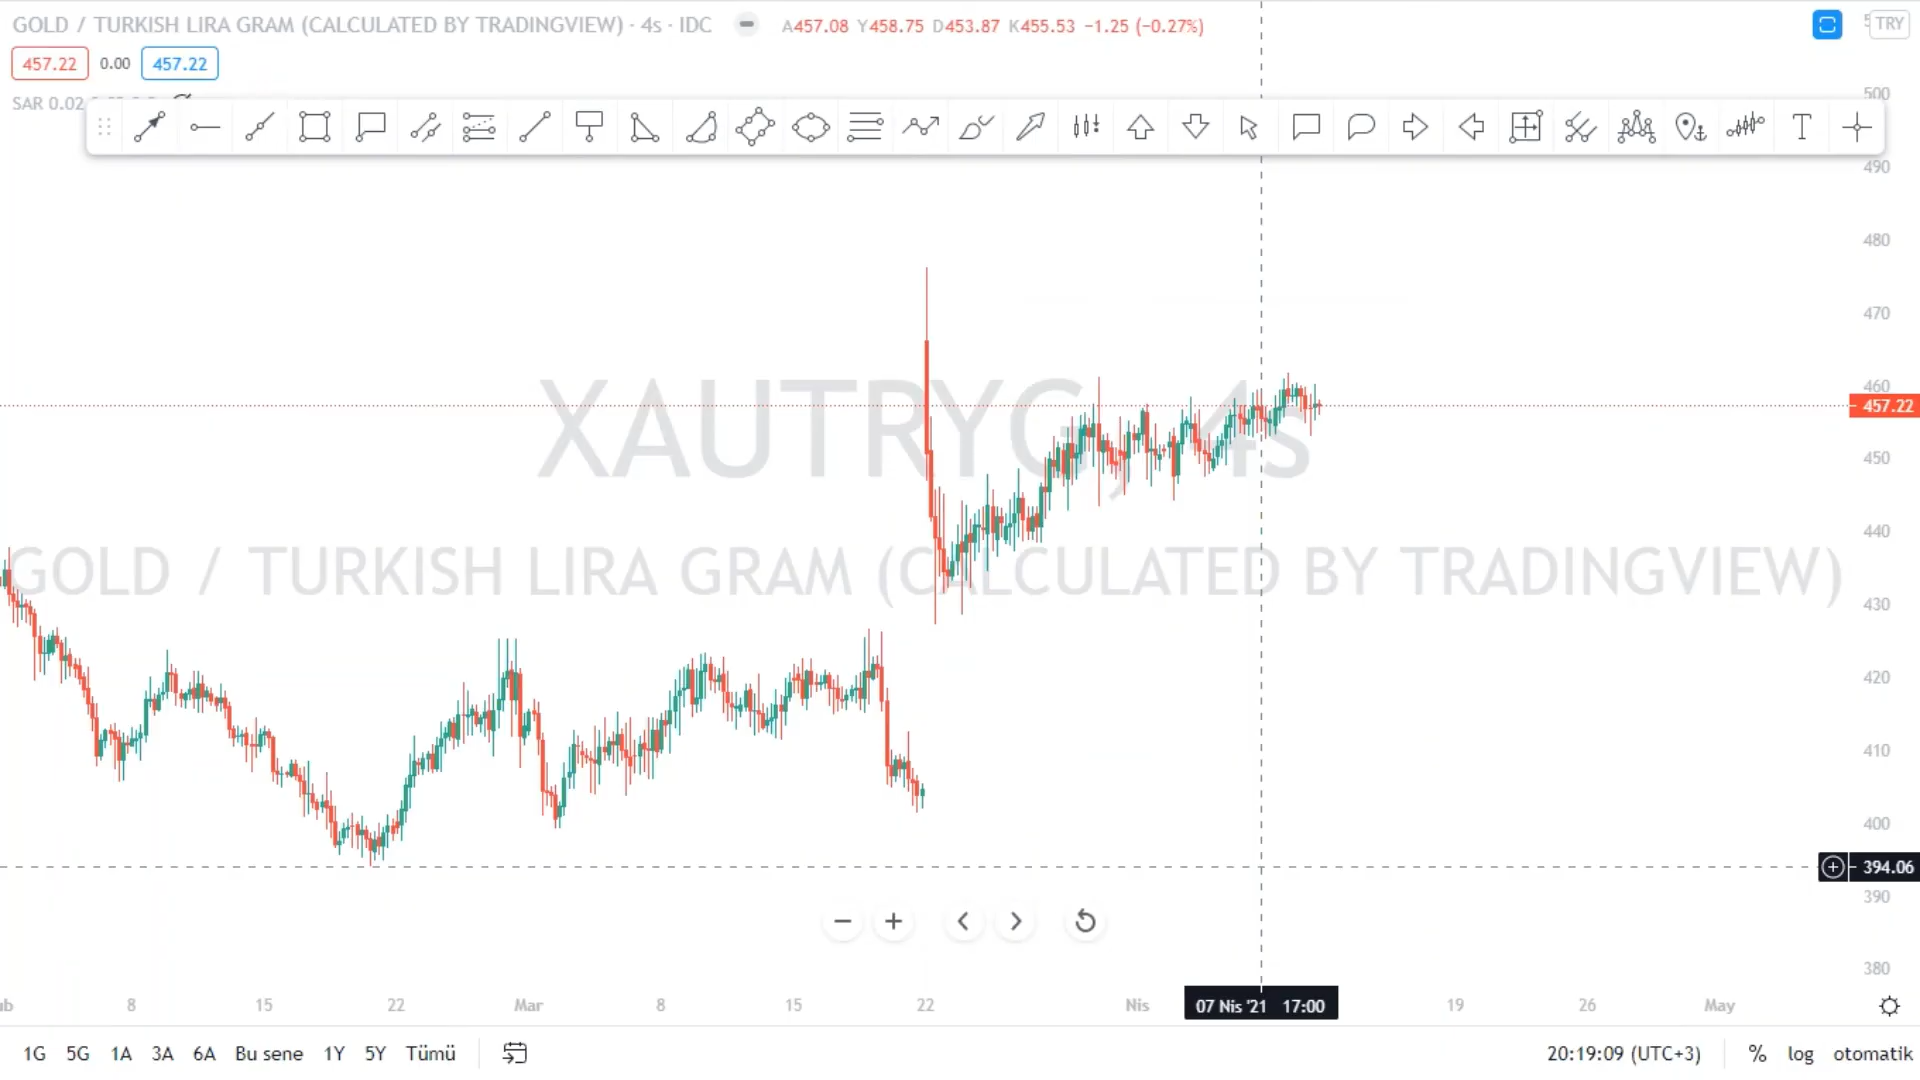 GOLD / TURKISH LIRA GRAM (CALCULATED BY TRADINGVIEW) · 4s · IDC A457.08 Y458.75 D453.87 K455.53 −1.25 (−0.27%)
TRY
457.22 0.00 457.22
SAR 0.02
500
490
480
470
460
457.22
450
440
430
420
410
400
394.06
390
380
XAUTRYG, 4s
GOLD / TURKISH LIRA GRAM (CALCULATED BY TRADINGVIEW)
8 15 22 Mar 8 15 22 Nis 07 Nis '21 17:00 19 26 May
1G 5G 1A 3A 6A Bu sene 1Y 5Y Tümü 20:19:09 (UTC+3) % log otomatik